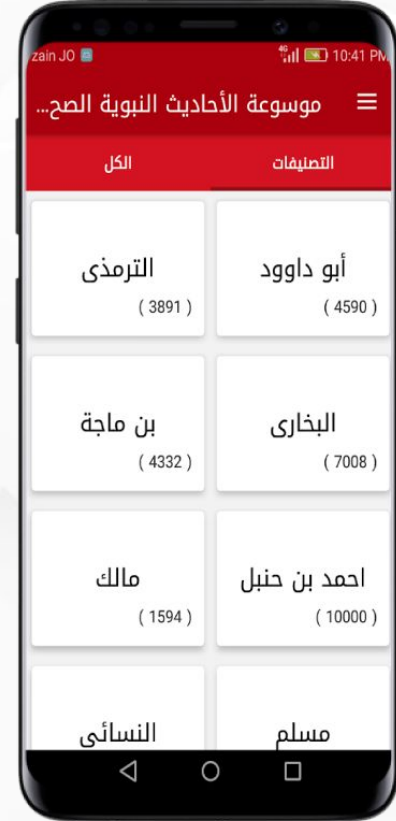 zain JO 4G 10:41 PM
موسوعة الأحاديث النبوية الصح...
التصنيفات الكل
أبو داوود الترمذى
( 4590 ) ( 3891 )
البخارى بن ماجة
( 7008 ) ( 4332 )
احمد بن حنبل مالك
( 10000 ) ( 1594 )
مسلم النسائى